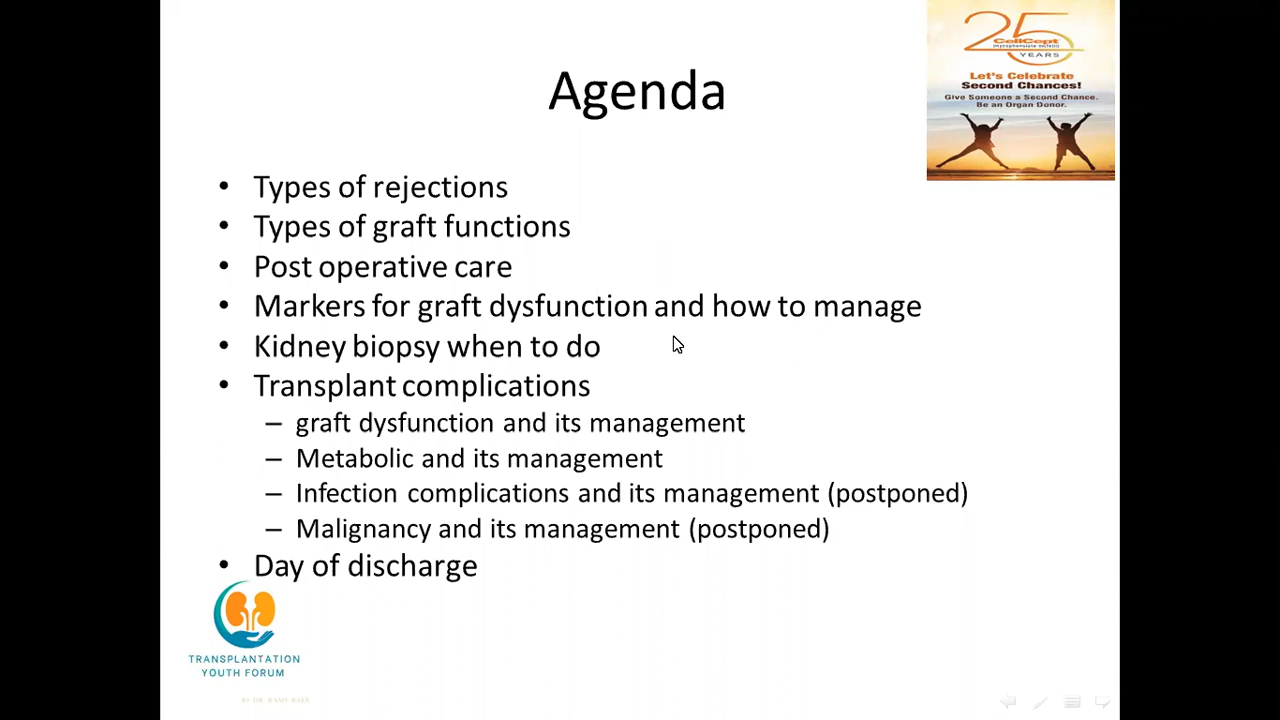 25
CellCept
(mycophenolate mofetil)
YEARS
Let's Celebrate
Second Chances!
Give Someone a Second Chance.
Be an Organ Donor.
Agenda
• Types of rejections
• Types of graft functions
• Post operative care
• Markers for graft dysfunction and how to manage
• Kidney biopsy when to do
• Transplant complications
– graft dysfunction and its management
– Metabolic and its management
– Infection complications and its management (postponed)
– Malignancy and its management (postponed)
• Day of discharge
TRANSPLANTATION
YOUTH FORUM
BY DR.